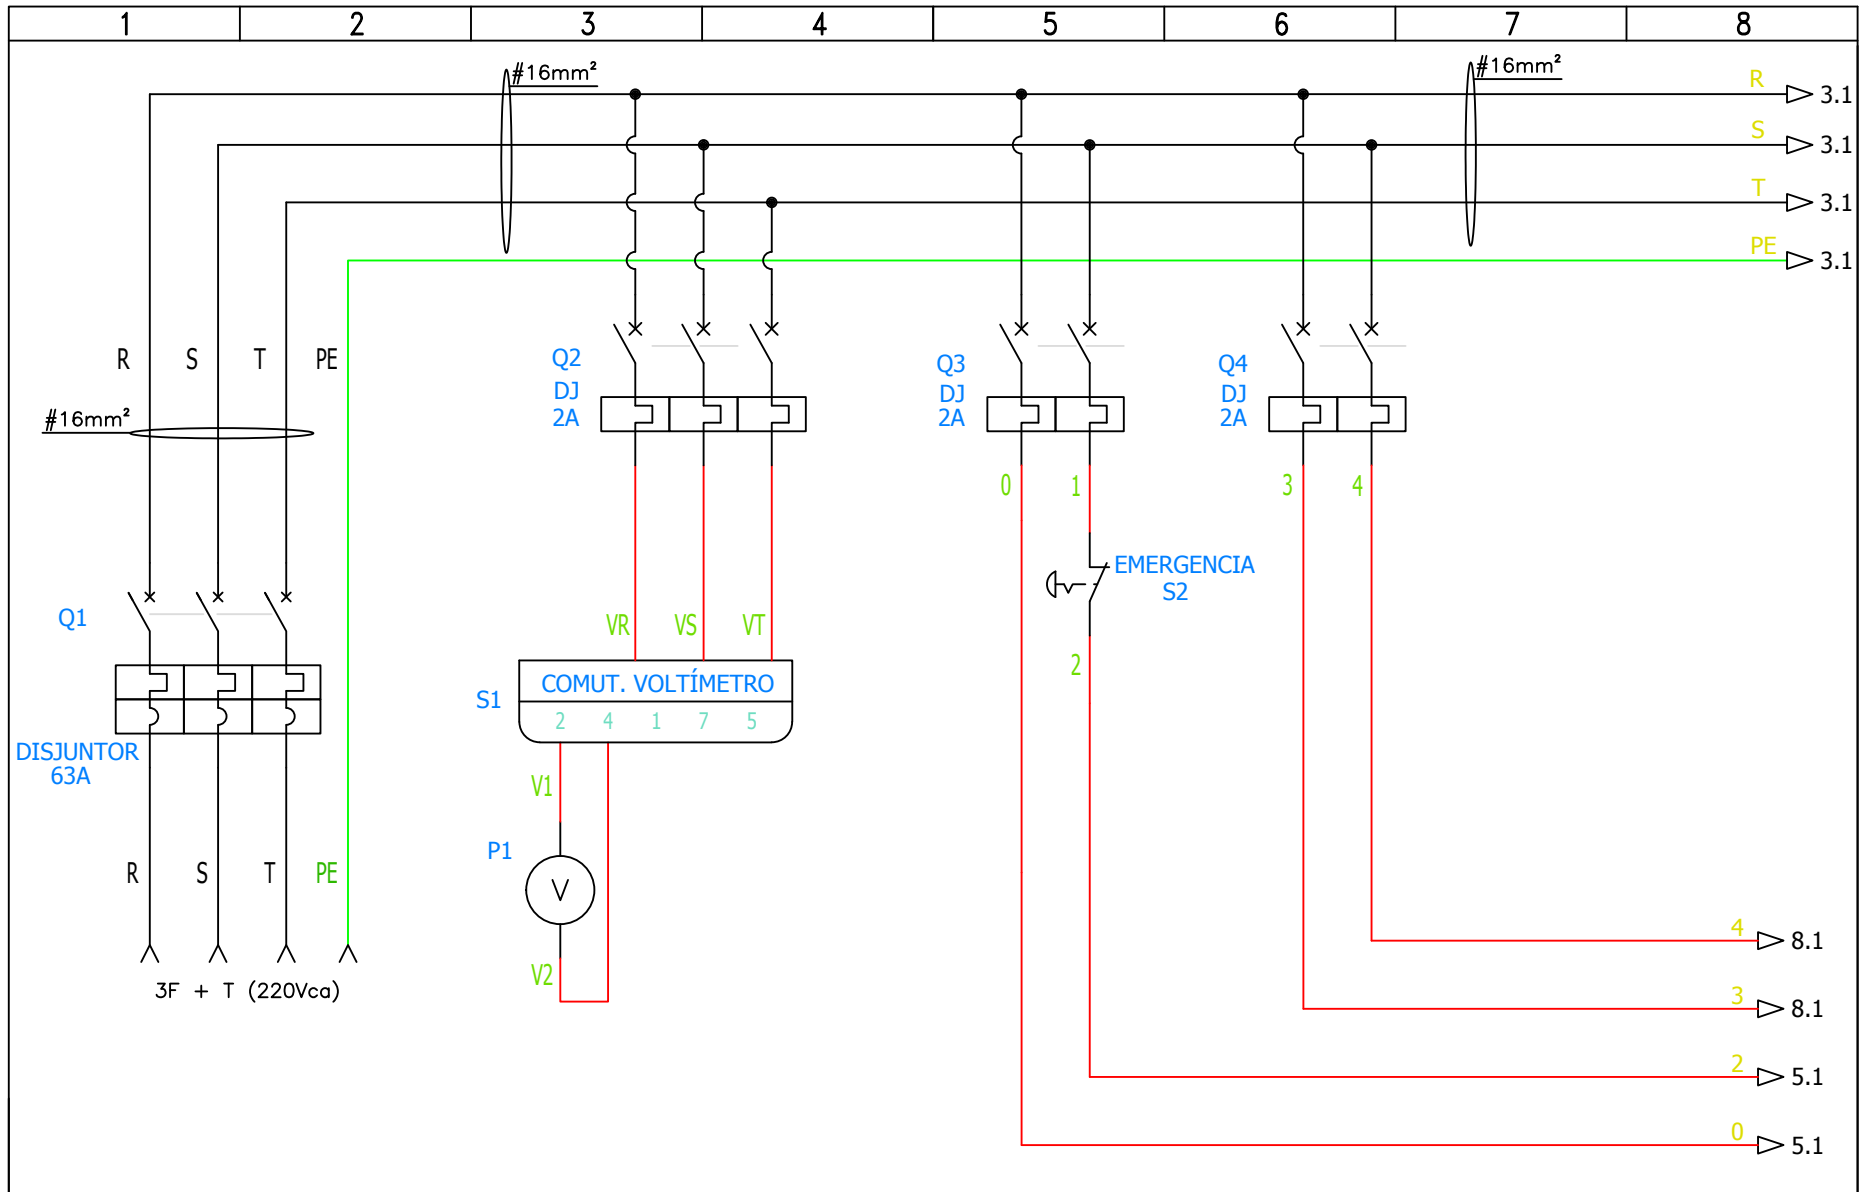 1 2 3 4 5 6 7 8
#16mm² #16mm²
R 3.1
S 3.1
T 3.1
PE 3.1
R S T PE
Q2
DJ
2A
Q3
DJ
2A
Q4
DJ
2A
#16mm²
0 1 3 4
EMERGENCIA
S2
Q1
VR VS VT
2
COMUT. VOLTÍMETRO
S1
2 4 1 7 5
DISJUNTOR
63A
V1
P1
V
R S T PE
V2
3F + T (220Vca)
4 8.1
3 8.1
2 5.1
0 5.1